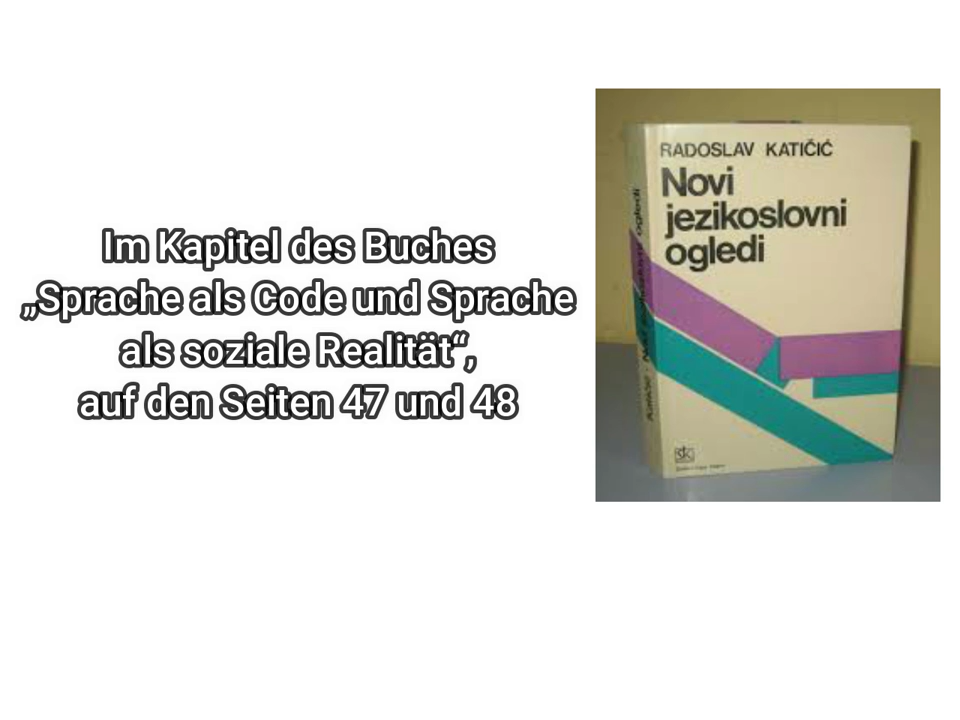 Im Kapitel des Buches
„Sprache als Code und Sprache
als soziale Realität“,
auf den Seiten 47 und 48
RADOSLAV KATIČIĆ
Novi
jezikoslovni
ogledi